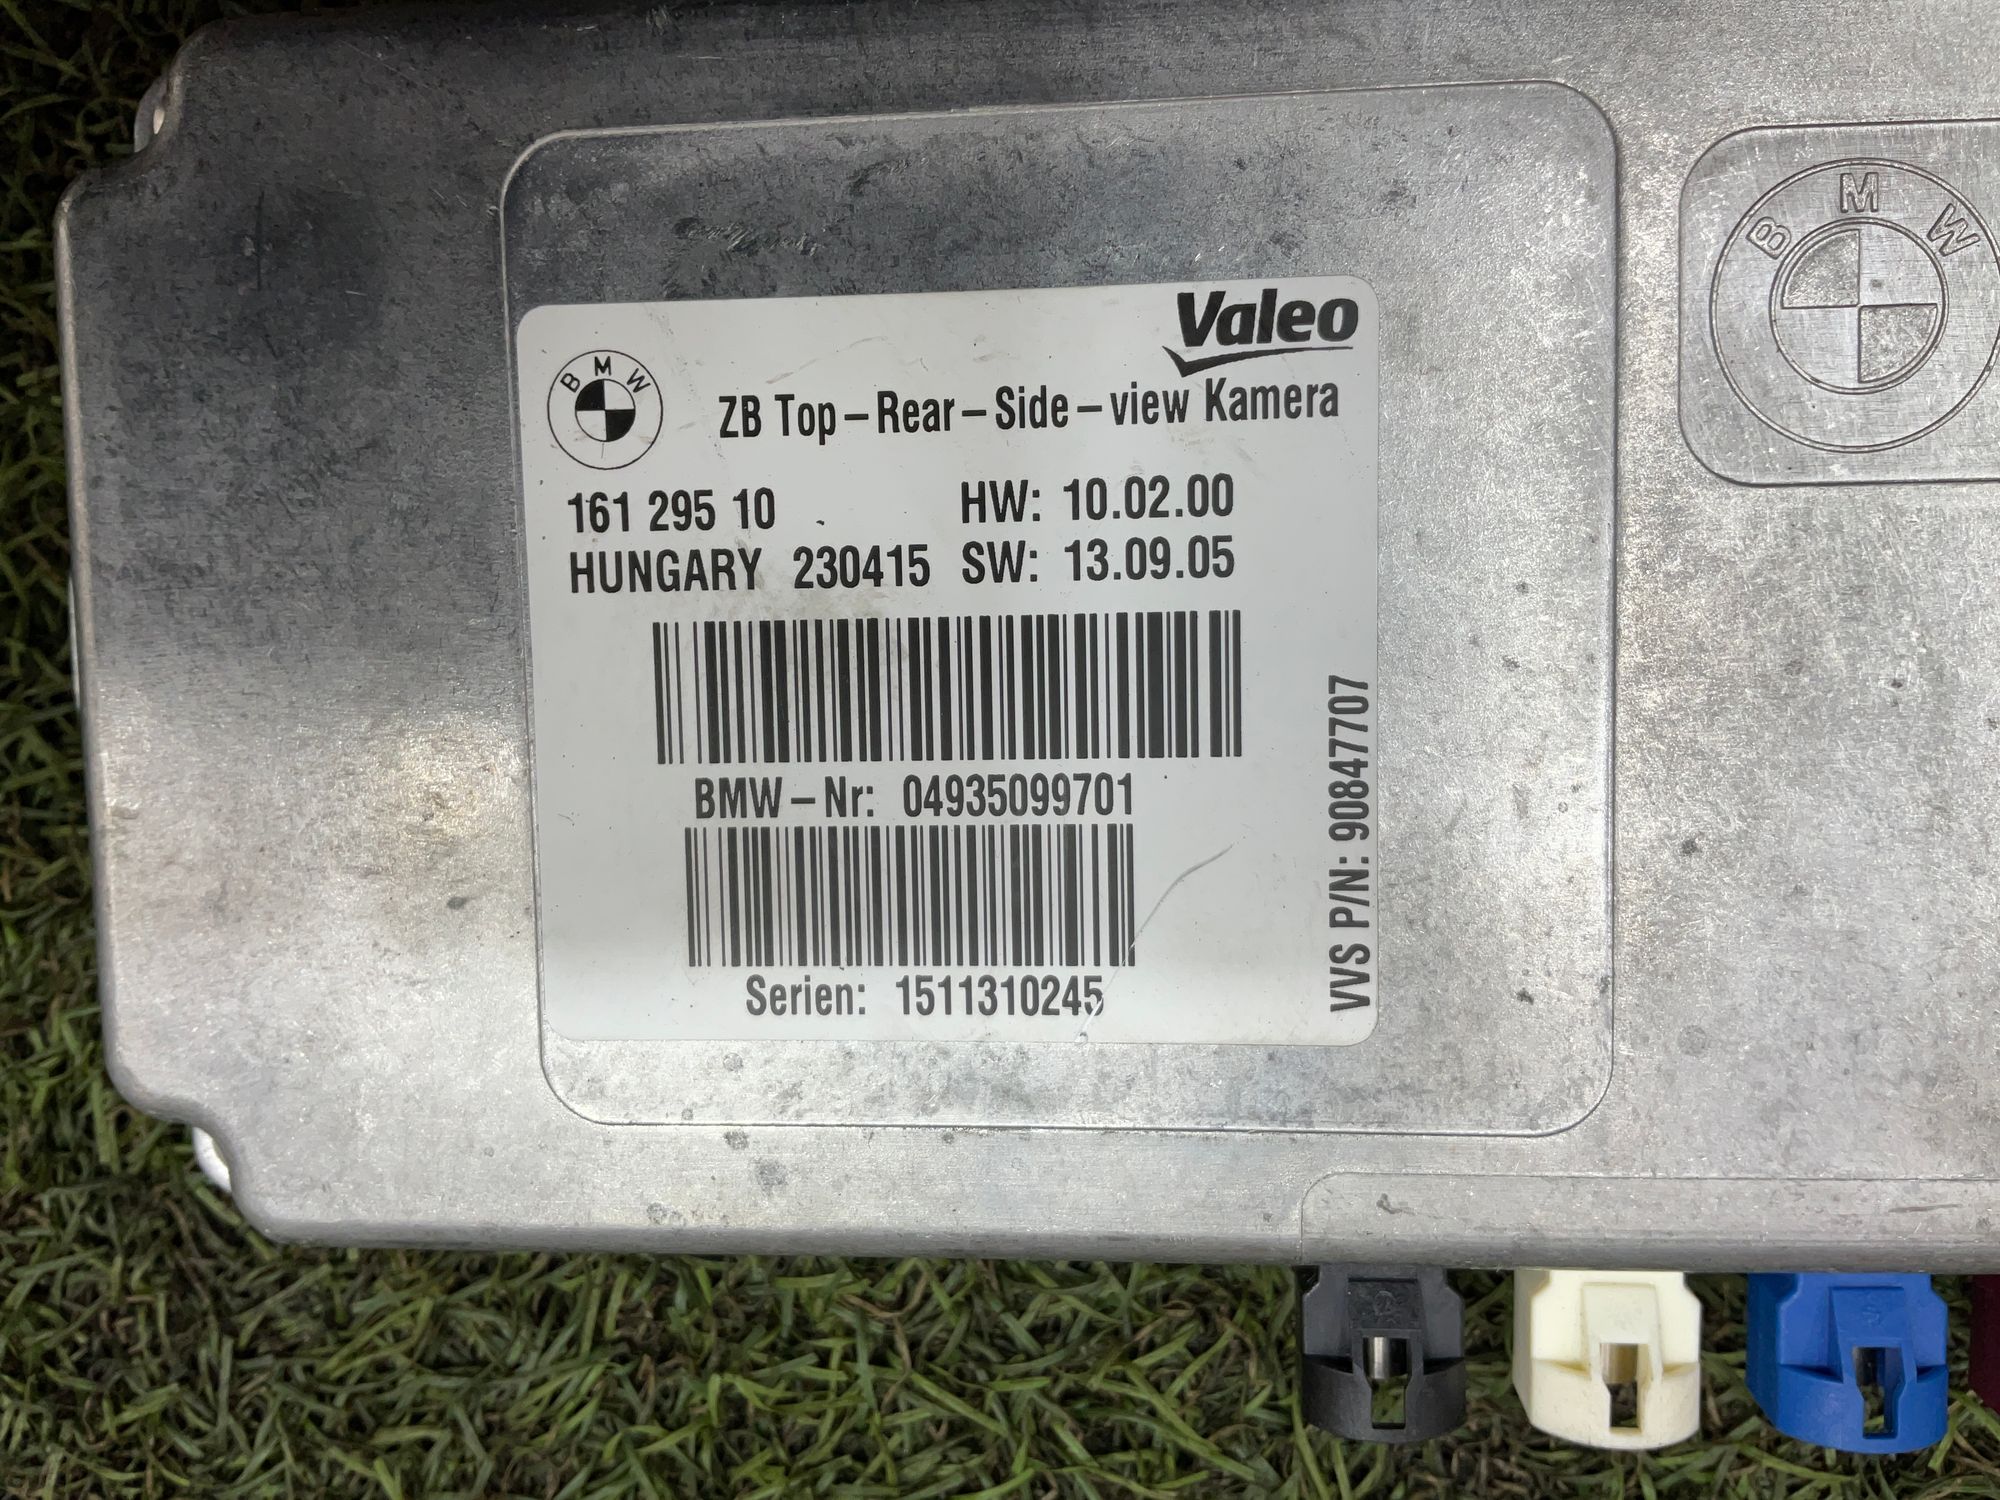 Valeo
BMW
ZB Top-Rear-Side-view Kamera
161 295 10 HW: 10.02.00
HUNGARY 230415 SW: 13.09.05
BMW-Nr: 04935099701
Serien: 1511310245
VVS P/N: 90847707
BMW